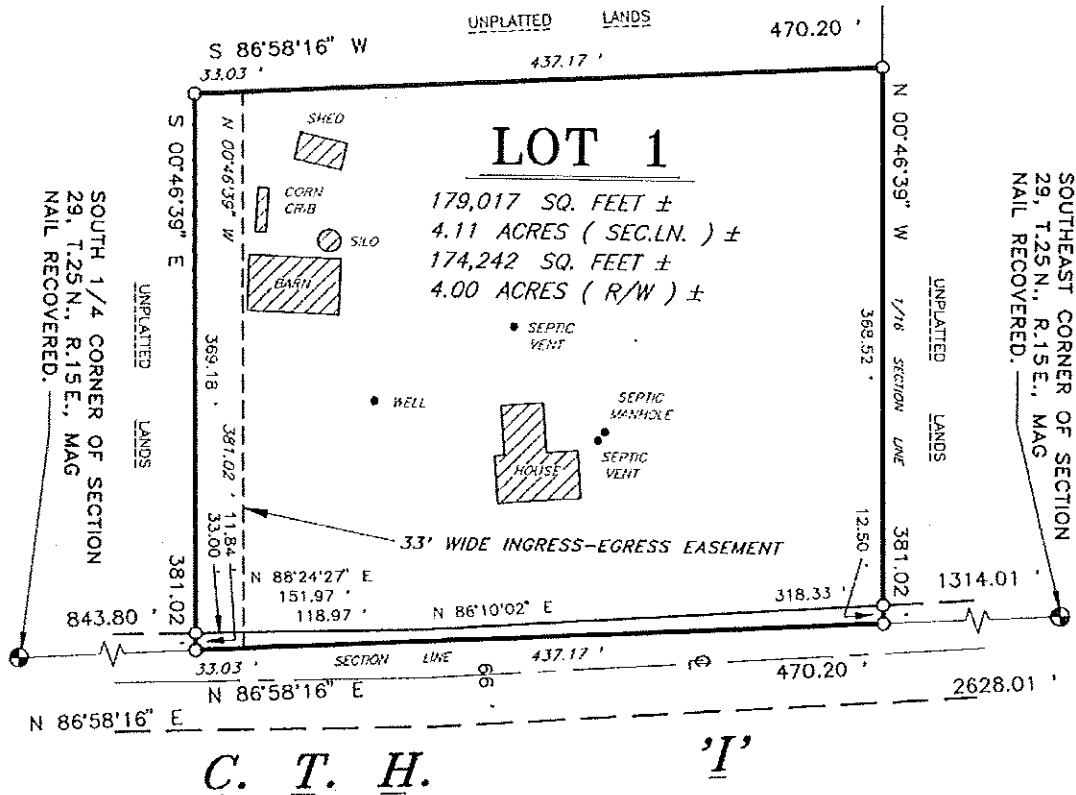 UNPLATTED LANDS
S 86°58'16" W
470.20 '
33.03 '
437.17 '
S 00°46'39" E
N 00°46'39" W
N 00°46'39" W
SHED
LOT 1
CORN
CRIB
SILO
BARN
179,017 SQ. FEET ±
4.11 ACRES ( SEC.LN. ) ±
174,242 SQ. FEET ±
4.00 ACRES ( R/W ) ±
SOUTH 1/4 CORNER OF SECTION
29, T.25N., R.15E., MAG
NAIL RECOVERED.
SOUTHEAST CORNER OF SECTION
29, T.25N., R.15E., MAG
NAIL RECOVERED.
UNPLATTED LANDS
UNPLATTED LANDS
1/16 SECTION LINE
369.18 '
368.52 '
SEPTIC
VENT
WELL
SEPTIC
MANHOLE
SEPTIC
VENT
HOUSE
381.02 '
11.84
33.00
33' WIDE INGRESS-EGRESS EASEMENT
12.50 '
381.02
381.02 '
N 88°24'27" E
151.97 '
118.97
N 86°10'02" E
318.33 '
1314.01 '
843.80 '
33.03 '
SECTION LINE
437.17 '
66
CL
470.20 '
N 86°58'16" E
2628.01 '
N 86°58'16" E
C. T. H. 'I'